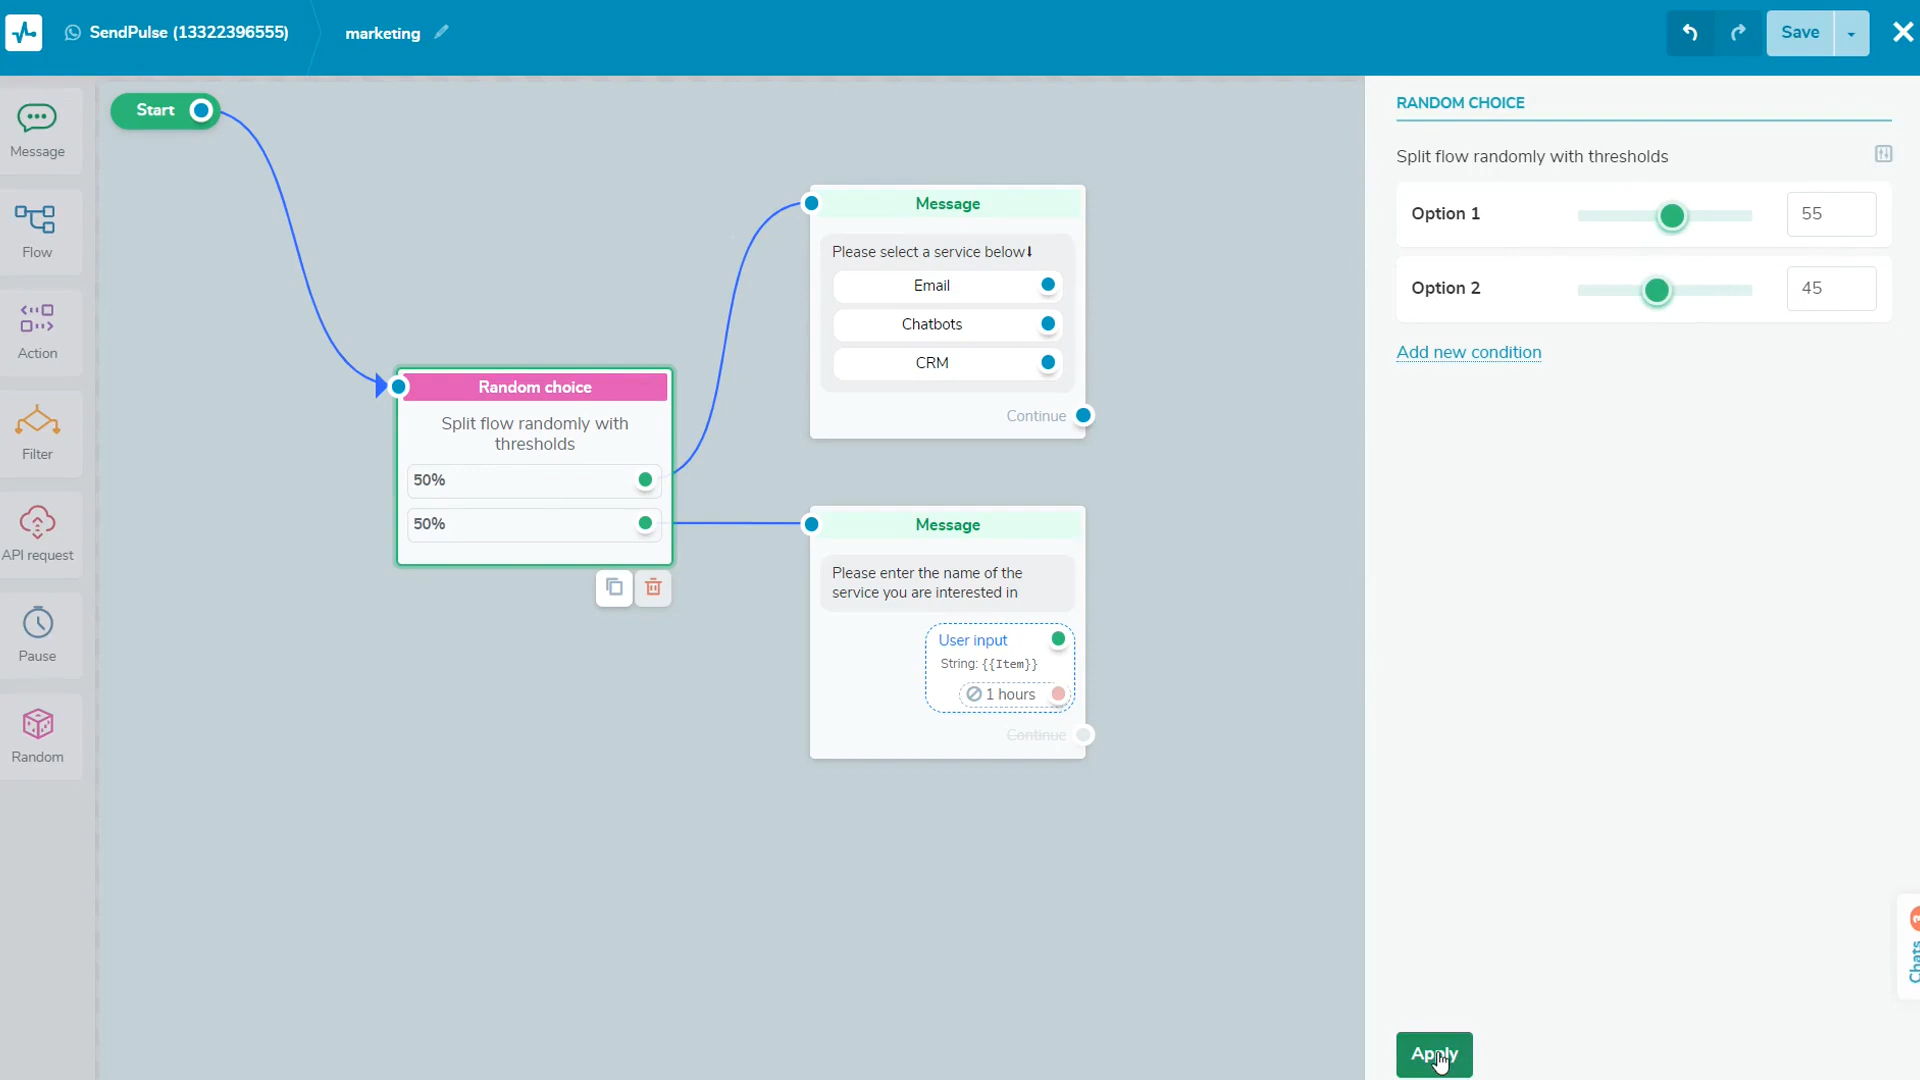 SendPulse (13322396555)
marketing
Save
Message
Flow
Action
Filter
API request
Pause
Random
Start
Random choice
Split flow randomly with
thresholds
50%
50%
Message
Please select a service below⬇
Email
Chatbots
CRM
Continue
Message
Please enter the name of the
service you are interested in
User input
String: {{Item}}
1 hours
Continue
RANDOM CHOICE
Split flow randomly with thresholds
Option 1
55
Option 2
45
Add new condition
Chats
Apply